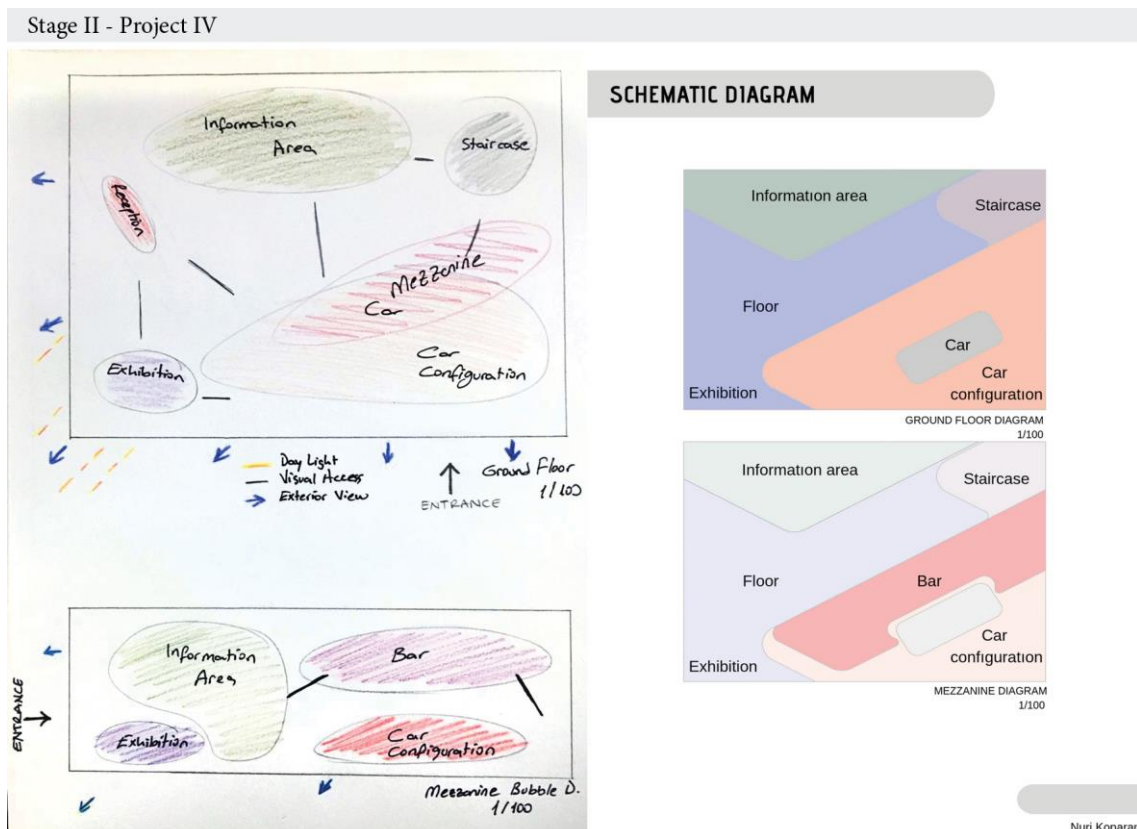 Stage II - Project IV
Information
Area
Staircase
Reception
Mezzanine
Car
Car
Configuration
Exhibition
Day Light
Visual Access
Exterior View
ENTRANCE
Ground Floor
1/100
Information
Area
Bar
Exhibition
Car
Configuration
ENTRANCE
Mezzanine Bubble D.
1/100
SCHEMATIC DIAGRAM
Information area
Staircase
Floor
Car
Car
configuration
Exhibition
GROUND FLOOR DIAGRAM
1/100
Information area
Staircase
Floor
Bar
Car
configuration
Exhibition
MEZZANINE DIAGRAM
1/100
Nuri Koparan